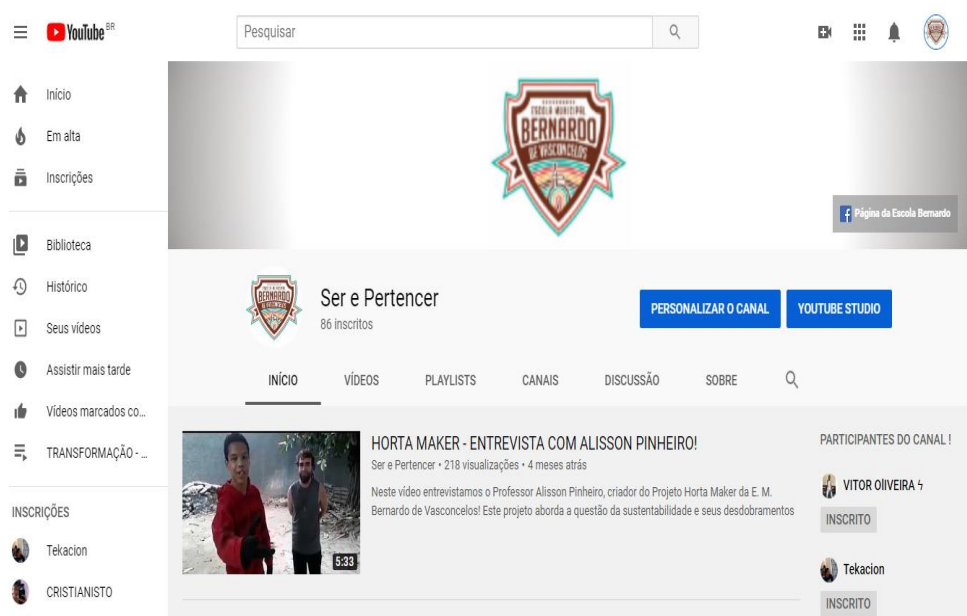 YouTube BR
Pesquisar
Início
Em alta
Inscrições
Biblioteca
Histórico
Seus vídeos
Assistir mais tarde
Vídeos marcados co...
TRANSFORMAÇÃO - ...
INSCRIÇÕES
Tekacion
CRISTIANISTO
ESCOLA MUNICIPAL
BERNARDO
DE VASCONCELOS
Página da Escola Bernardo
BERNARDO
Ser e Pertencer
86 inscritos
PERSONALIZAR O CANAL
YOUTUBE STUDIO
INÍCIO
VÍDEOS
PLAYLISTS
CANAIS
DISCUSSÃO
SOBRE
HORTA MAKER - ENTREVISTA COM ALISSON PINHEIRO!
Ser e Pertencer • 218 visualizações • 4 meses atrás
Neste vídeo entrevistamos o Professor Alisson Pinheiro, criador do Projeto Horta Maker da E. M.
Bernardo de Vasconcelos! Este projeto aborda a questão da sustentabilidade e seus desdobramentos
5:33
PARTICIPANTES DO CANAL !
VITOR OlIVEIRA ϟ
INSCRITO
Tekacion
INSCRITO